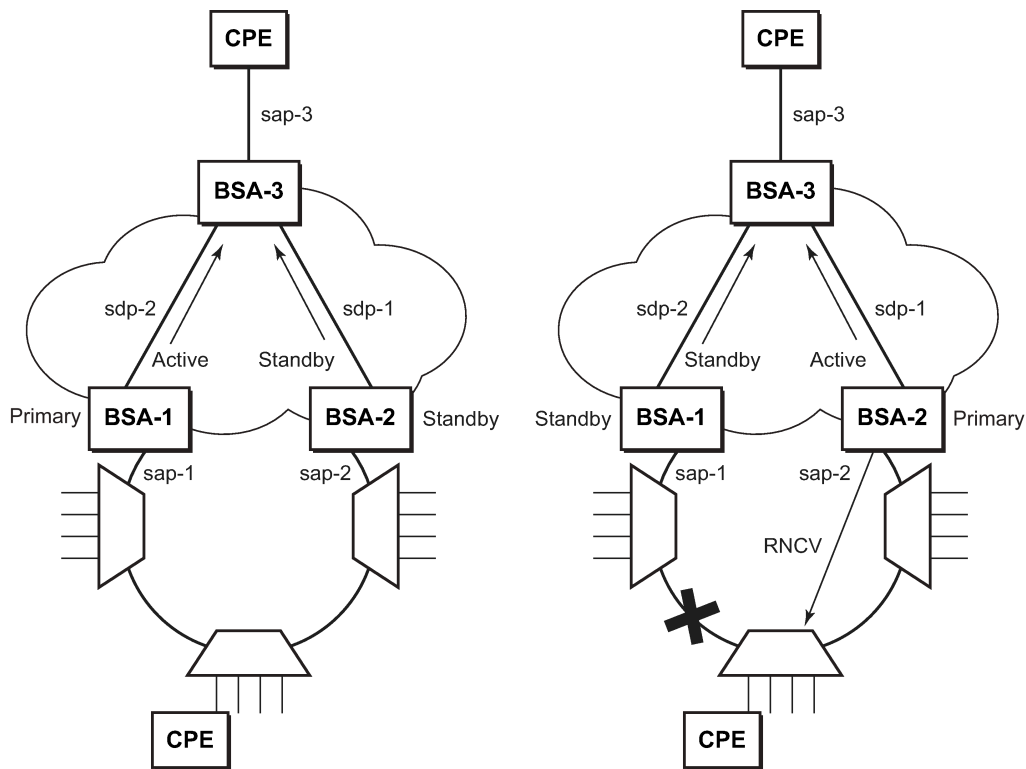 CPE
sap-3
BSA-3
sdp-2
sdp-1
Active
Standby
Primary
BSA-1
BSA-2
Standby
sap-1
sap-2
CPE
CPE
sap-3
BSA-3
sdp-2
sdp-1
Standby
Active
Standby
BSA-1
BSA-2
Primary
sap-1
sap-2
RNCV
CPE